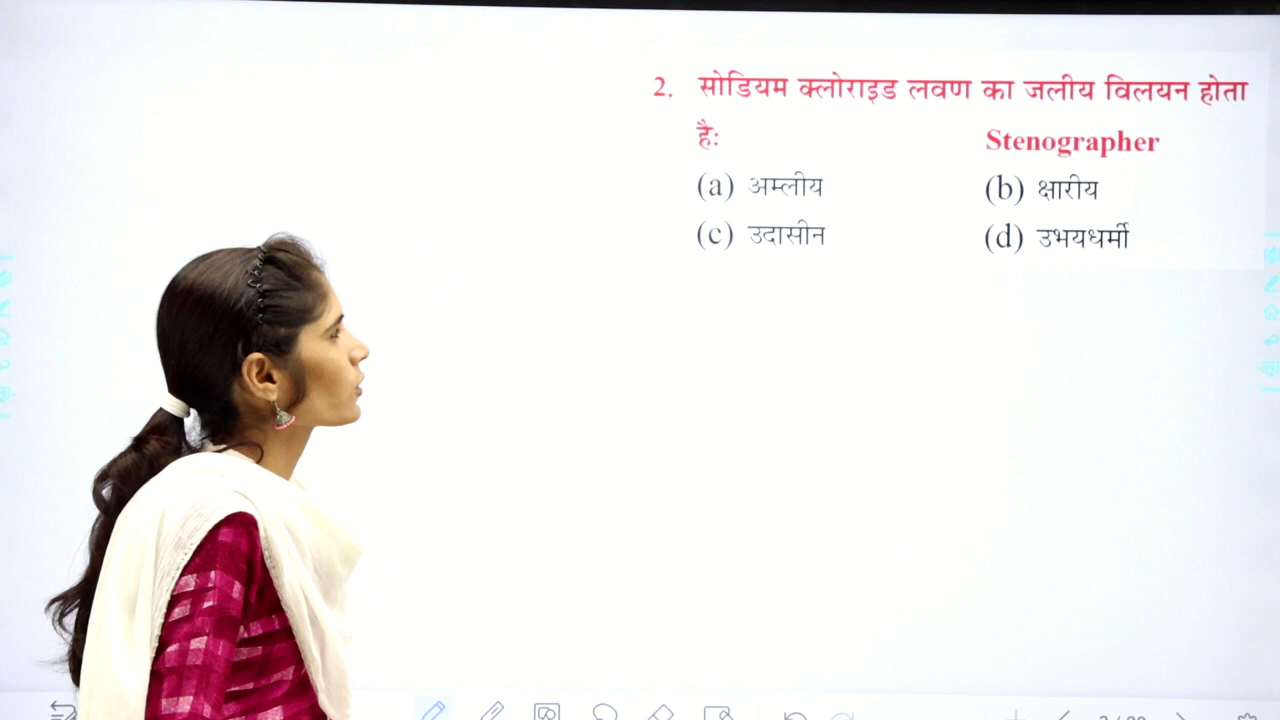 2. सोडियम क्लोराइड लवण का जलीय विलयन होता
है: Stenographer
(a) अम्लीय (b) क्षारीय
(c) उदासीन (d) उभयधर्मी